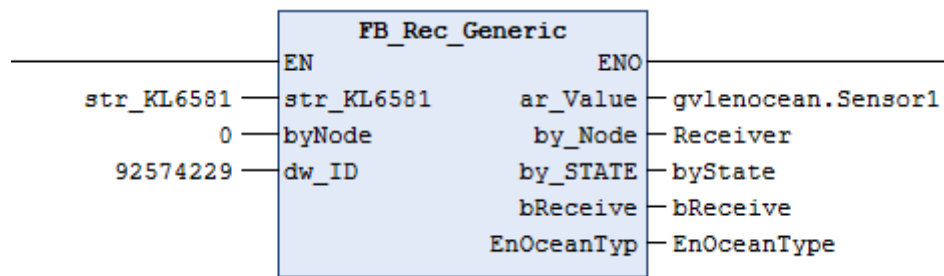 FB_Rec_Generic
EN ENO
str_KL6581 str_KL6581 ar_Value gvlenocean.Sensor1
0 byNode by_Node Receiver
92574229 dw_ID by_STATE byState
bReceive bReceive
EnOceanTyp EnOceanType